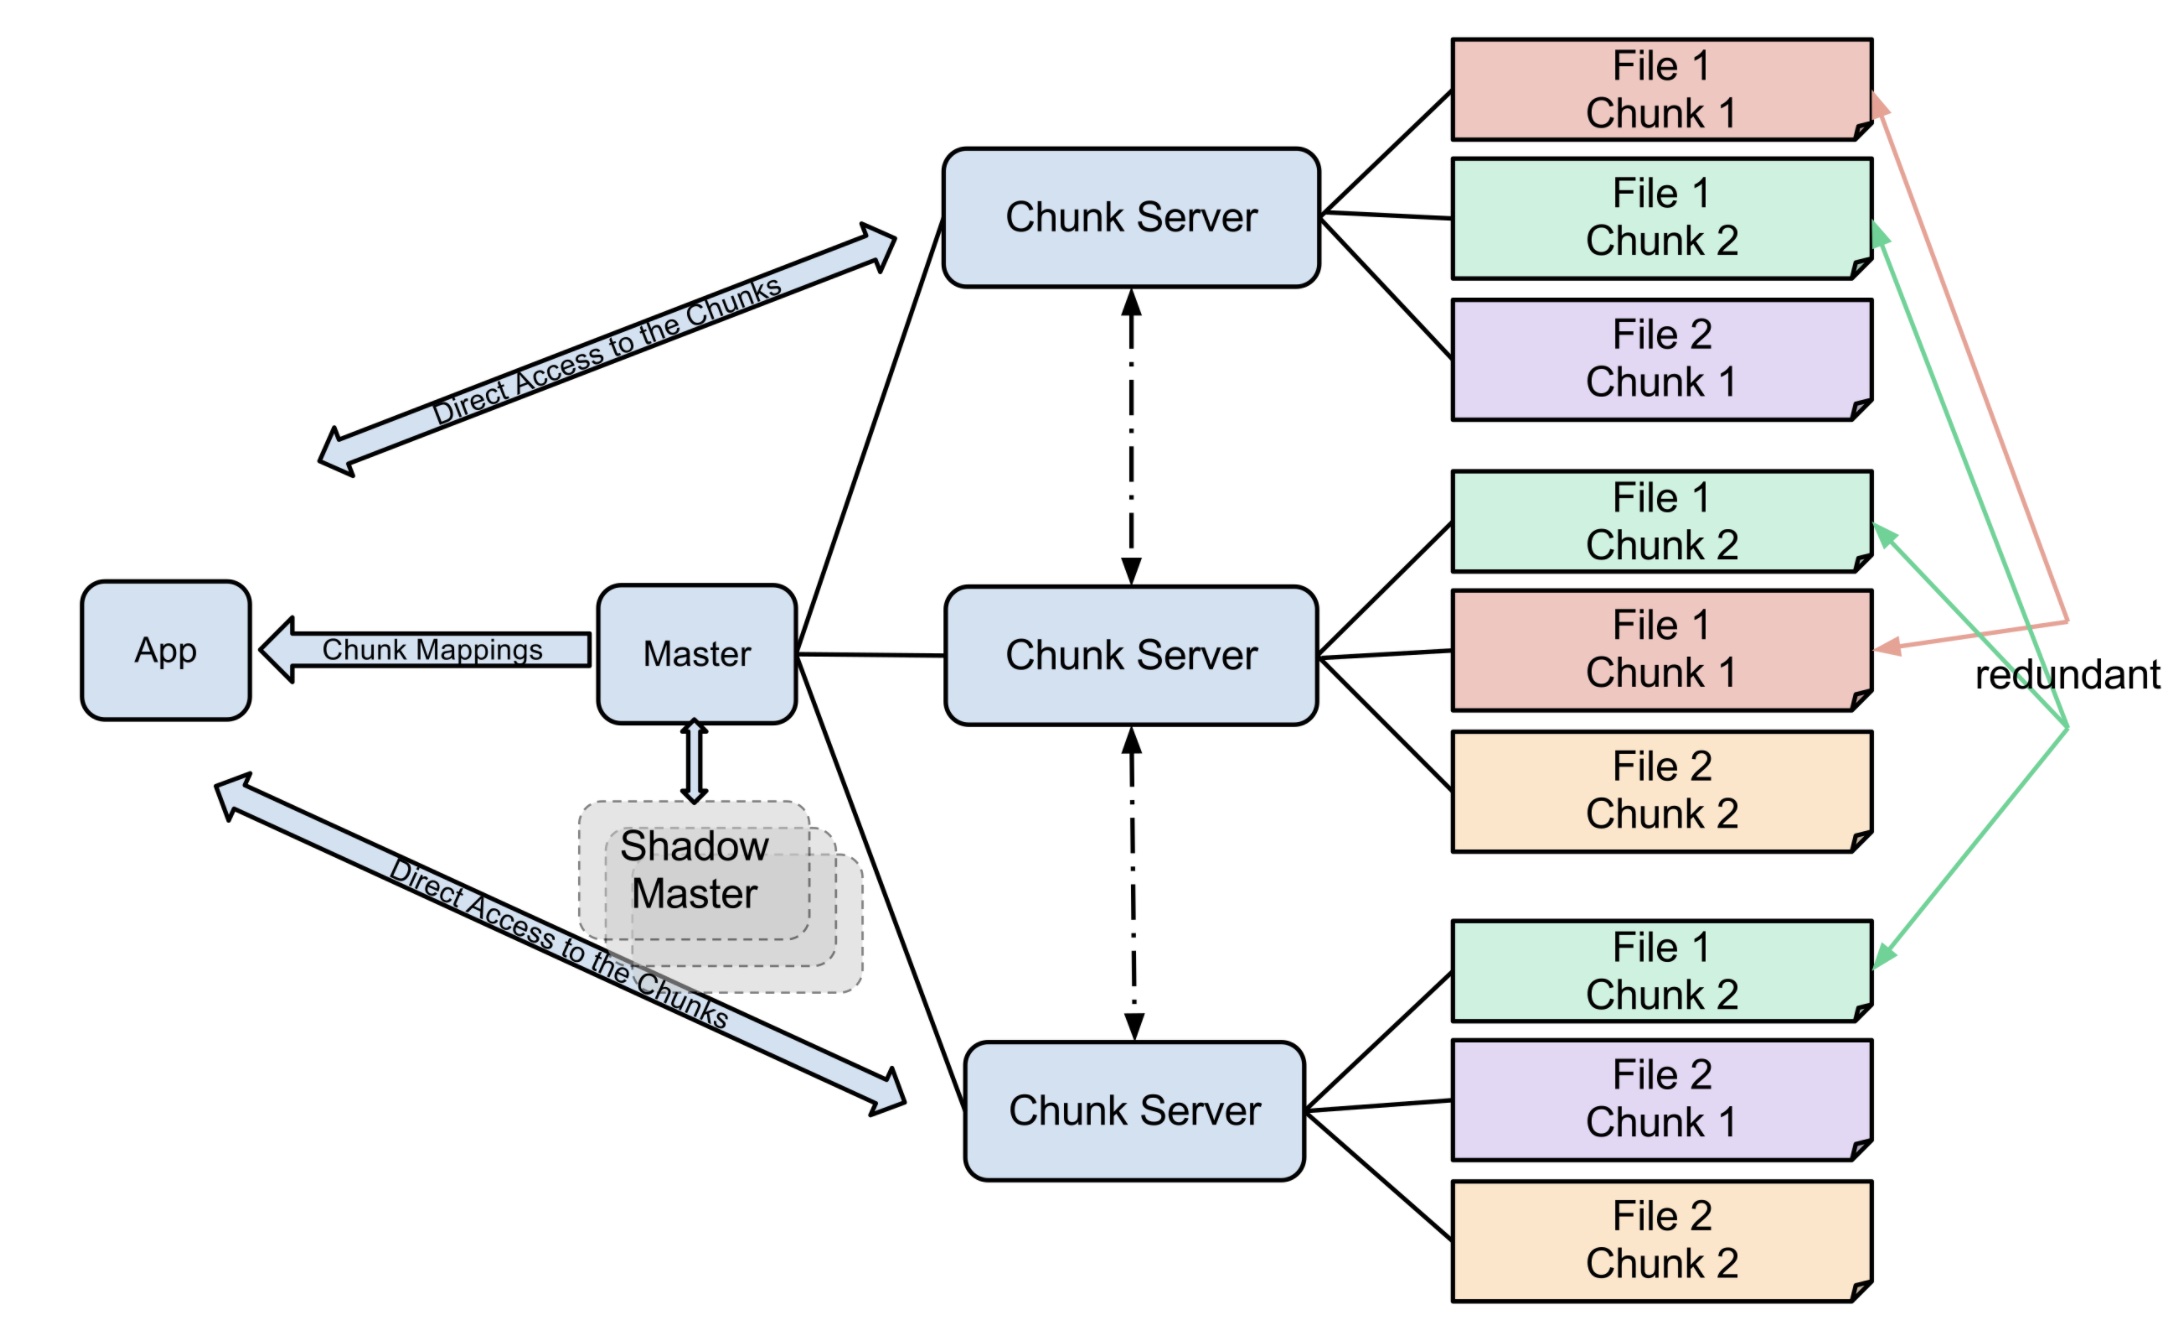 File 1
Chunk 1
File 1
Chunk 2
File 2
Chunk 1
Chunk Server
Direct Access to the Chunks
File 1
Chunk 2
File 1
Chunk 1
File 2
Chunk 2
App
Chunk Mappings
Master
Chunk Server
redundant
Shadow
Master
Direct Access to the Chunks
File 1
Chunk 2
File 2
Chunk 1
File 2
Chunk 2
Chunk Server